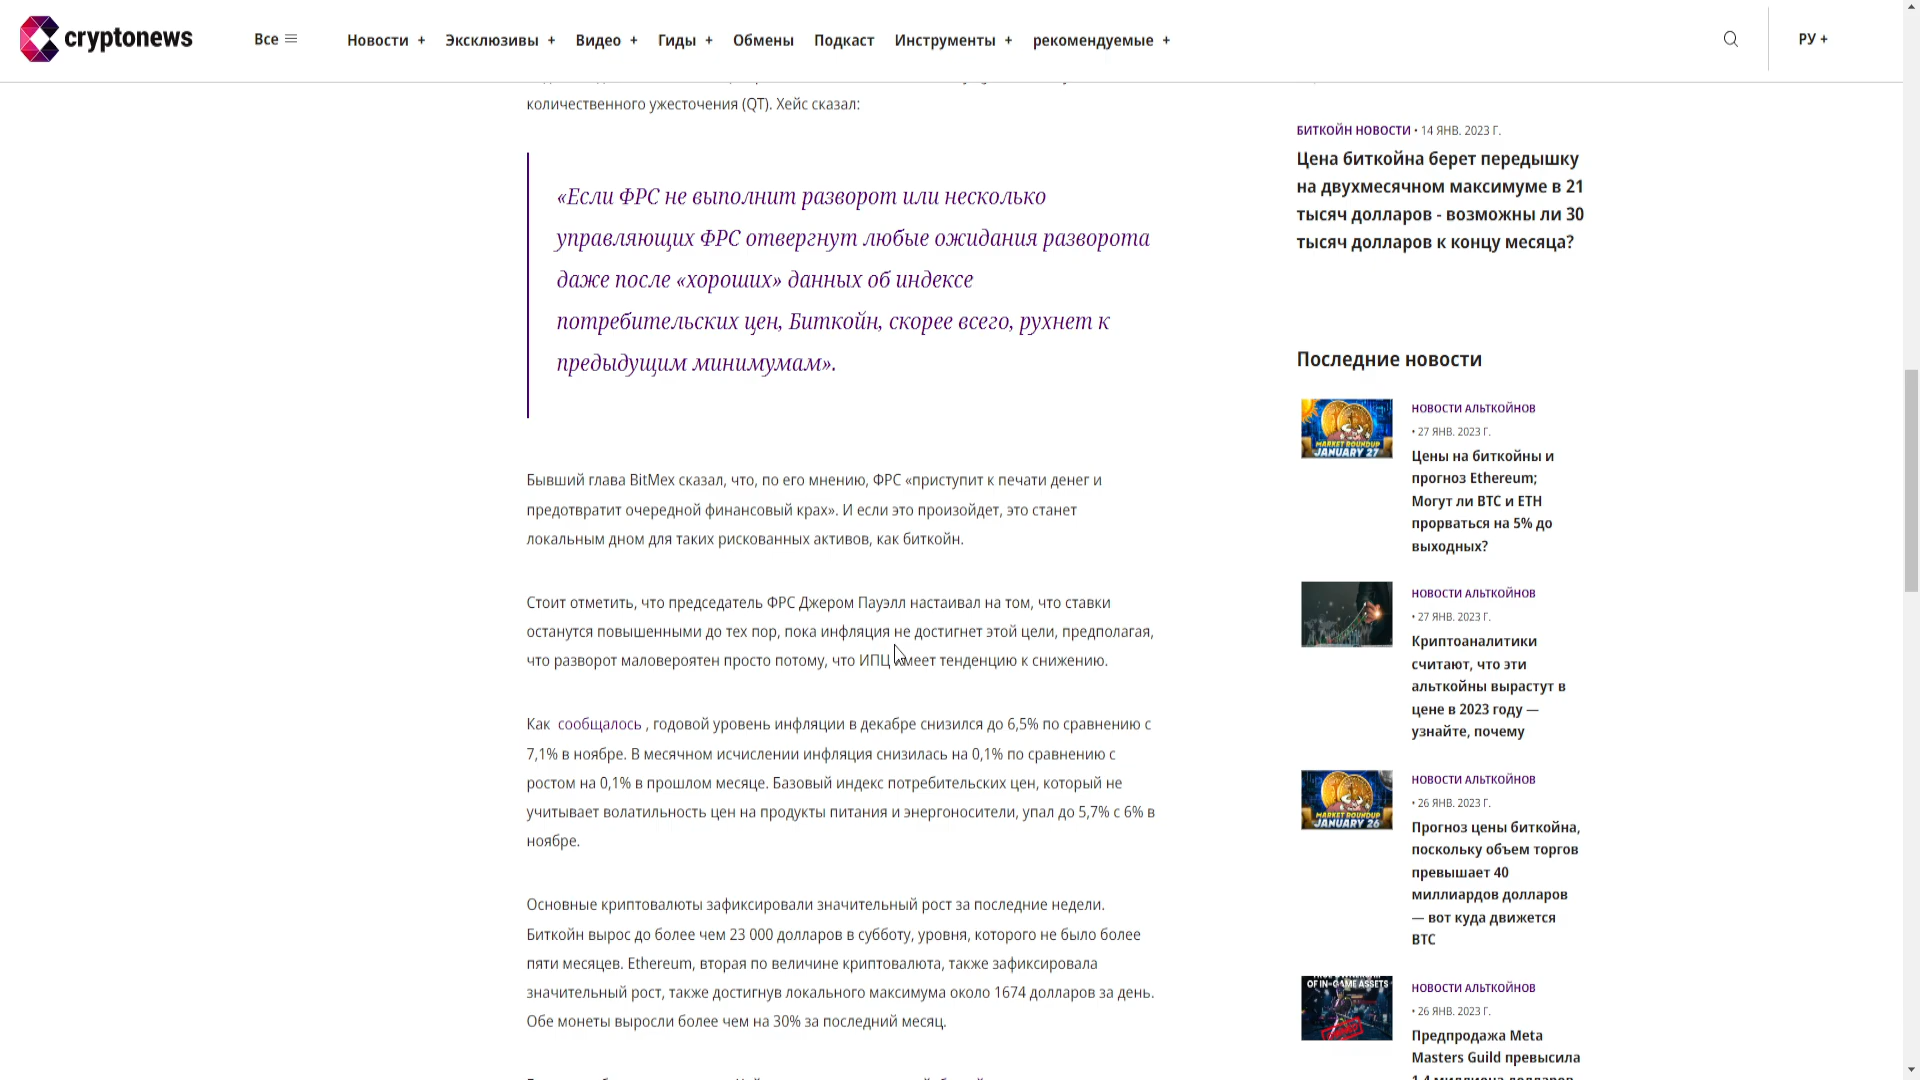 cryptonews
Все
Новости +
Эксклюзивы +
Видео +
Гиды +
Обмены
Подкаст
Инструменты +
рекомендуемые +
РУ +
количественного ужесточения (QT). Хейс сказал:
«Если ФРС не выполнит разворот или несколько
управляющих ФРС отвергнут любые ожидания разворота
даже после «хороших» данных об индексе
потребительских цен, Биткойн, скорее всего, рухнет к
предыдущим минимумам».
Бывший глава BitMex сказал, что, по его мнению, ФРС «приступит к печати денег и
предотвратит очередной финансовый крах». И если это произойдет, это станет
локальным дном для таких рискованных активов, как биткойн.
Стоит отметить, что председатель ФРС Джером Пауэлл настаивал на том, что ставки
останутся повышенными до тех пор, пока инфляция не достигнет этой цели, предполагая,
что разворот маловероятен просто потому, что ИПЦ имеет тенденцию к снижению.
Как сообщалось , годовой уровень инфляции в декабре снизился до 6,5% по сравнению с
7,1% в ноябре. В месячном исчислении инфляция снизилась на 0,1% по сравнению с
ростом на 0,1% в прошлом месяце. Базовый индекс потребительских цен, который не
учитывает волатильность цен на продукты питания и энергоносители, упал до 5,7% с 6% в
ноябре.
Основные криптовалюты зафиксировали значительный рост за последние недели.
Биткойн вырос до более чем 23 000 долларов в субботу, уровня, которого не было более
пяти месяцев. Ethereum, вторая по величине криптовалюта, также зафиксировала
значительный рост, также достигнув локального максимума около 1674 долларов за день.
Обе монеты выросли более чем на 30% за последний месяц.
БИТКОЙН НОВОСТИ • 14 ЯНВ. 2023 Г.
Цена биткойна берет передышку
на двухмесячном максимуме в 21
тысяч долларов - возможны ли 30
тысяч долларов к концу месяца?
Последние новости
MARKET ROUNDUP
JANUARY 27
НОВОСТИ АЛЬТКОЙНОВ
• 27 ЯНВ. 2023 Г.
Цены на биткойны и
прогноз Ethereum;
Могут ли BTC и ETH
прорваться на 5% до
выходных?
НОВОСТИ АЛЬТКОЙНОВ
• 27 ЯНВ. 2023 Г.
Криптоаналитики
считают, что эти
альткойны вырастут в
цене в 2023 году —
узнайте, почему
MARKET ROUNDUP
JANUARY 26
НОВОСТИ АЛЬТКОЙНОВ
• 26 ЯНВ. 2023 Г.
Прогноз цены биткойна,
поскольку объем торгов
превышает 40
миллиардов долларов
— вот куда движется
BTC
OF IN-GAME ASSETS
НОВОСТИ АЛЬТКОЙНОВ
• 26 ЯНВ. 2023 Г.
Предпродажа Meta
Masters Guild превысила